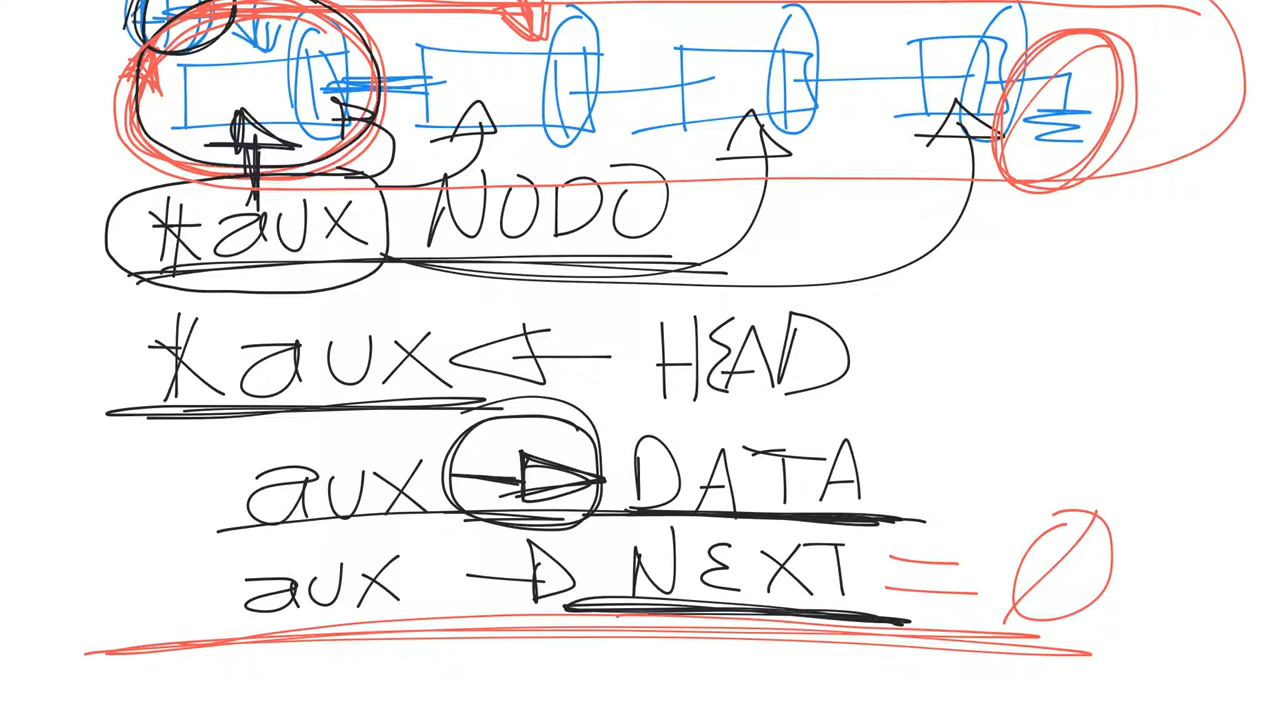 *aux NODO
*aux ← HEAD
aux → DATA
aux → NEXT = Ø